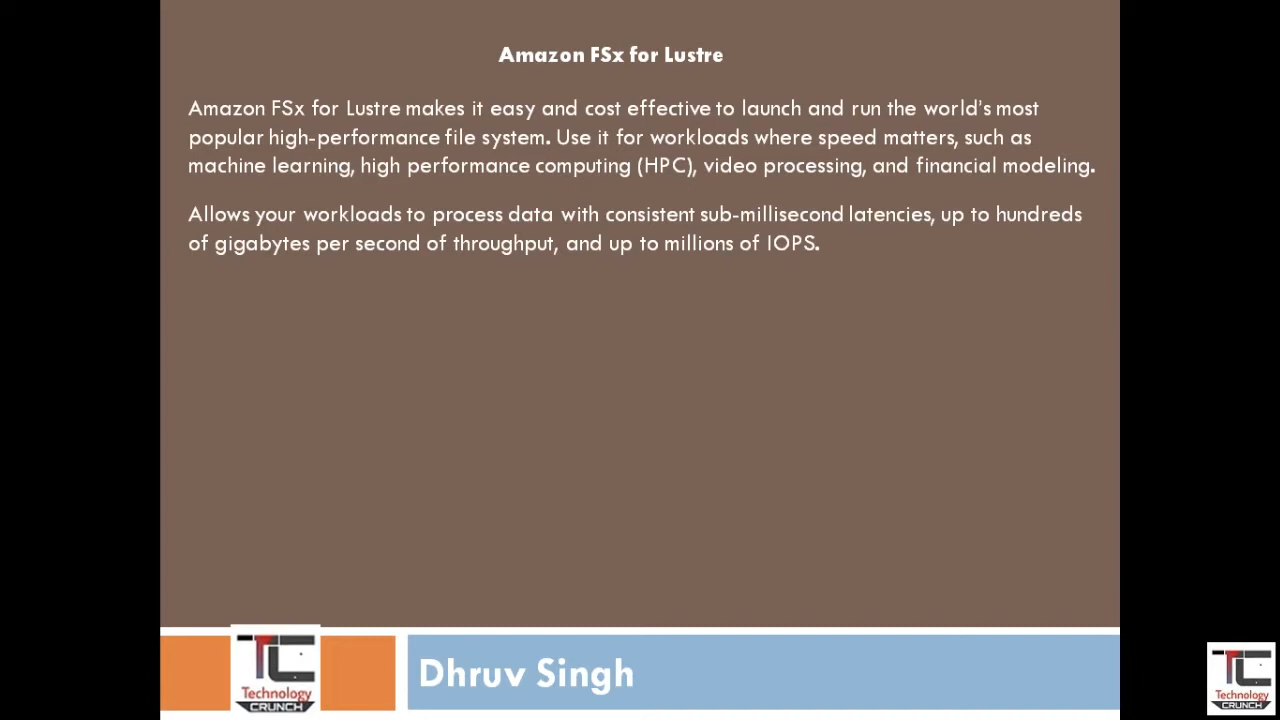 Amazon FSx for Lustre
Amazon FSx for Lustre makes it easy and cost effective to launch and run the world's most
popular high-performance file system. Use it for workloads where speed matters, such as
machine learning, high performance computing (HPC), video processing, and financial modeling.
Allows your workloads to process data with consistent sub-millisecond latencies, up to hundreds
of gigabytes per second of throughput, and up to millions of IOPS.
TC
Technology
CRUNCH
Dhruv Singh
TC
Technology
CRUNCH